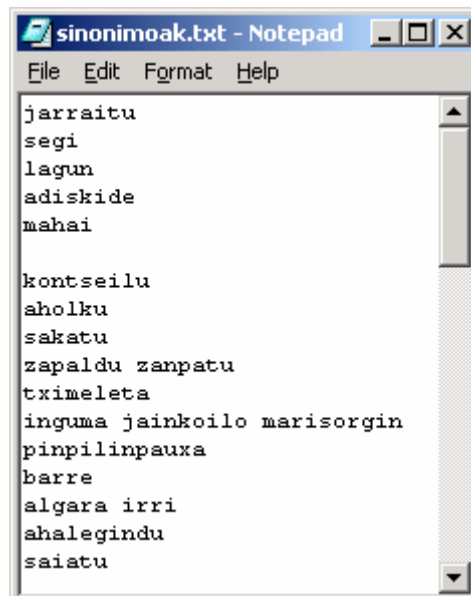 sinonimoak.txt - Notepad
File Edit Format Help
jarraitu
segi
lagun
adiskide
mahai

kontseilu
aholku
sakatu
zapaldu zanpatu
tximeleta
inguma jainkoilo marisorgin
pinpilinpauxa
barre
algara irri
ahalegindu
saiatu